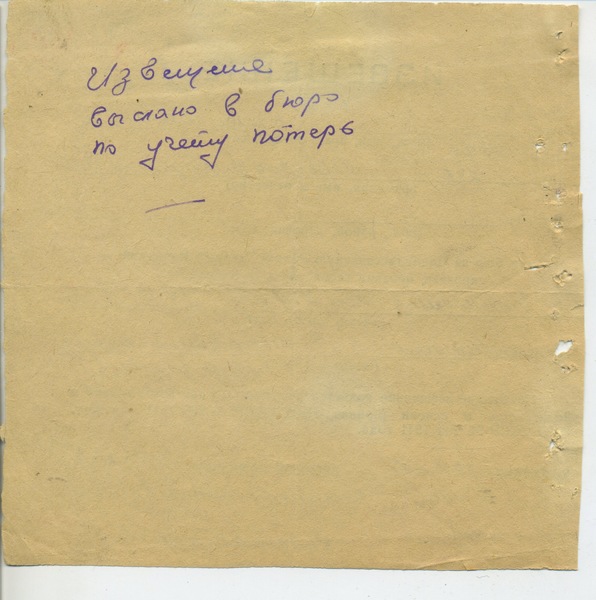 Извещение
выслано в бюро
по учету потерь